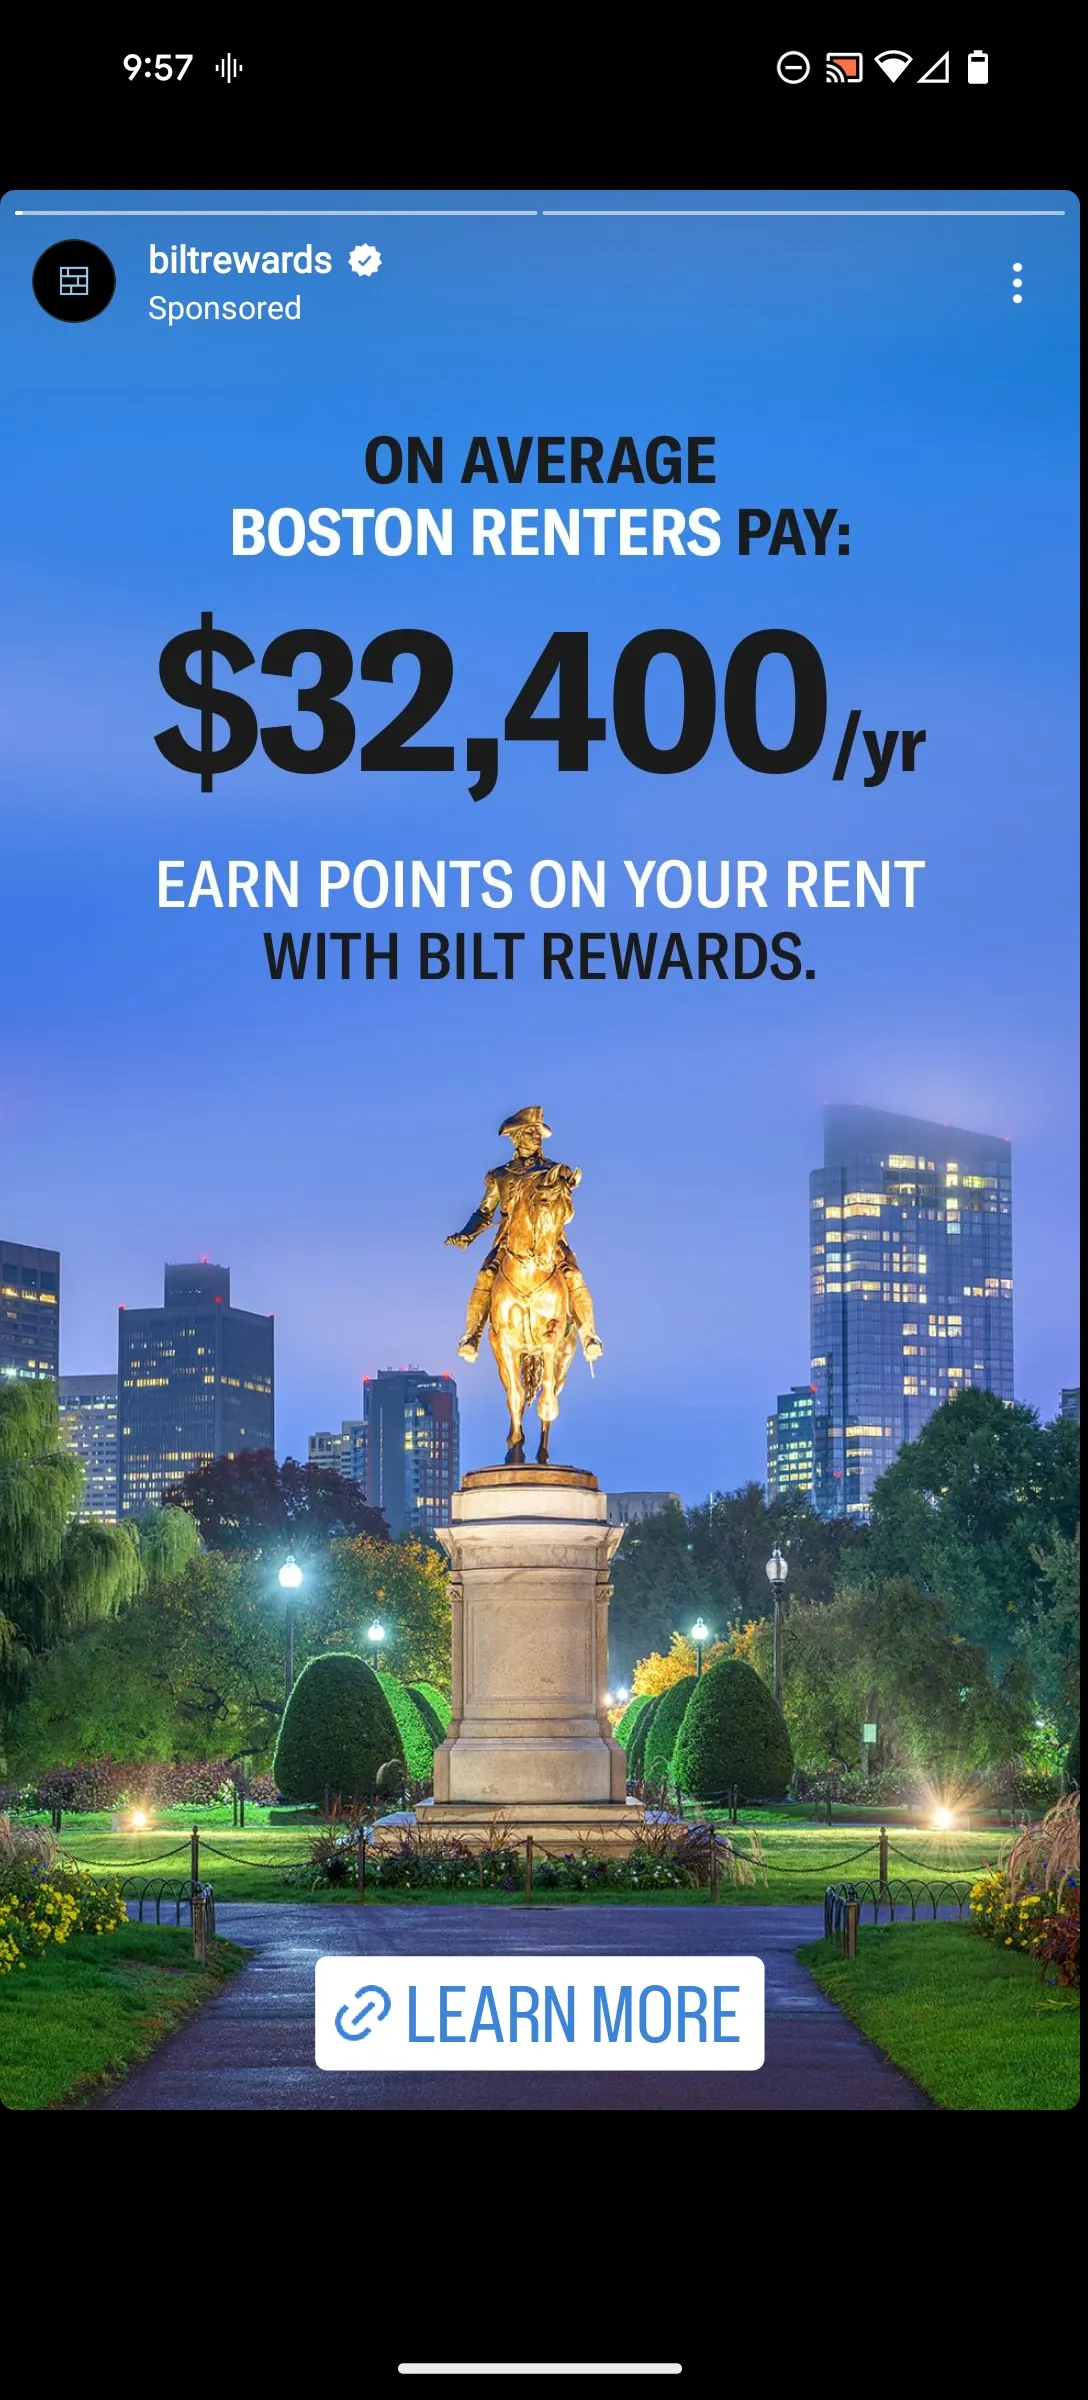 9:57
biltrewards
Sponsored
ON AVERAGE
BOSTON RENTERS PAY:
$32,400/yr
EARN POINTS ON YOUR RENT
WITH BILT REWARDS.
LEARN MORE